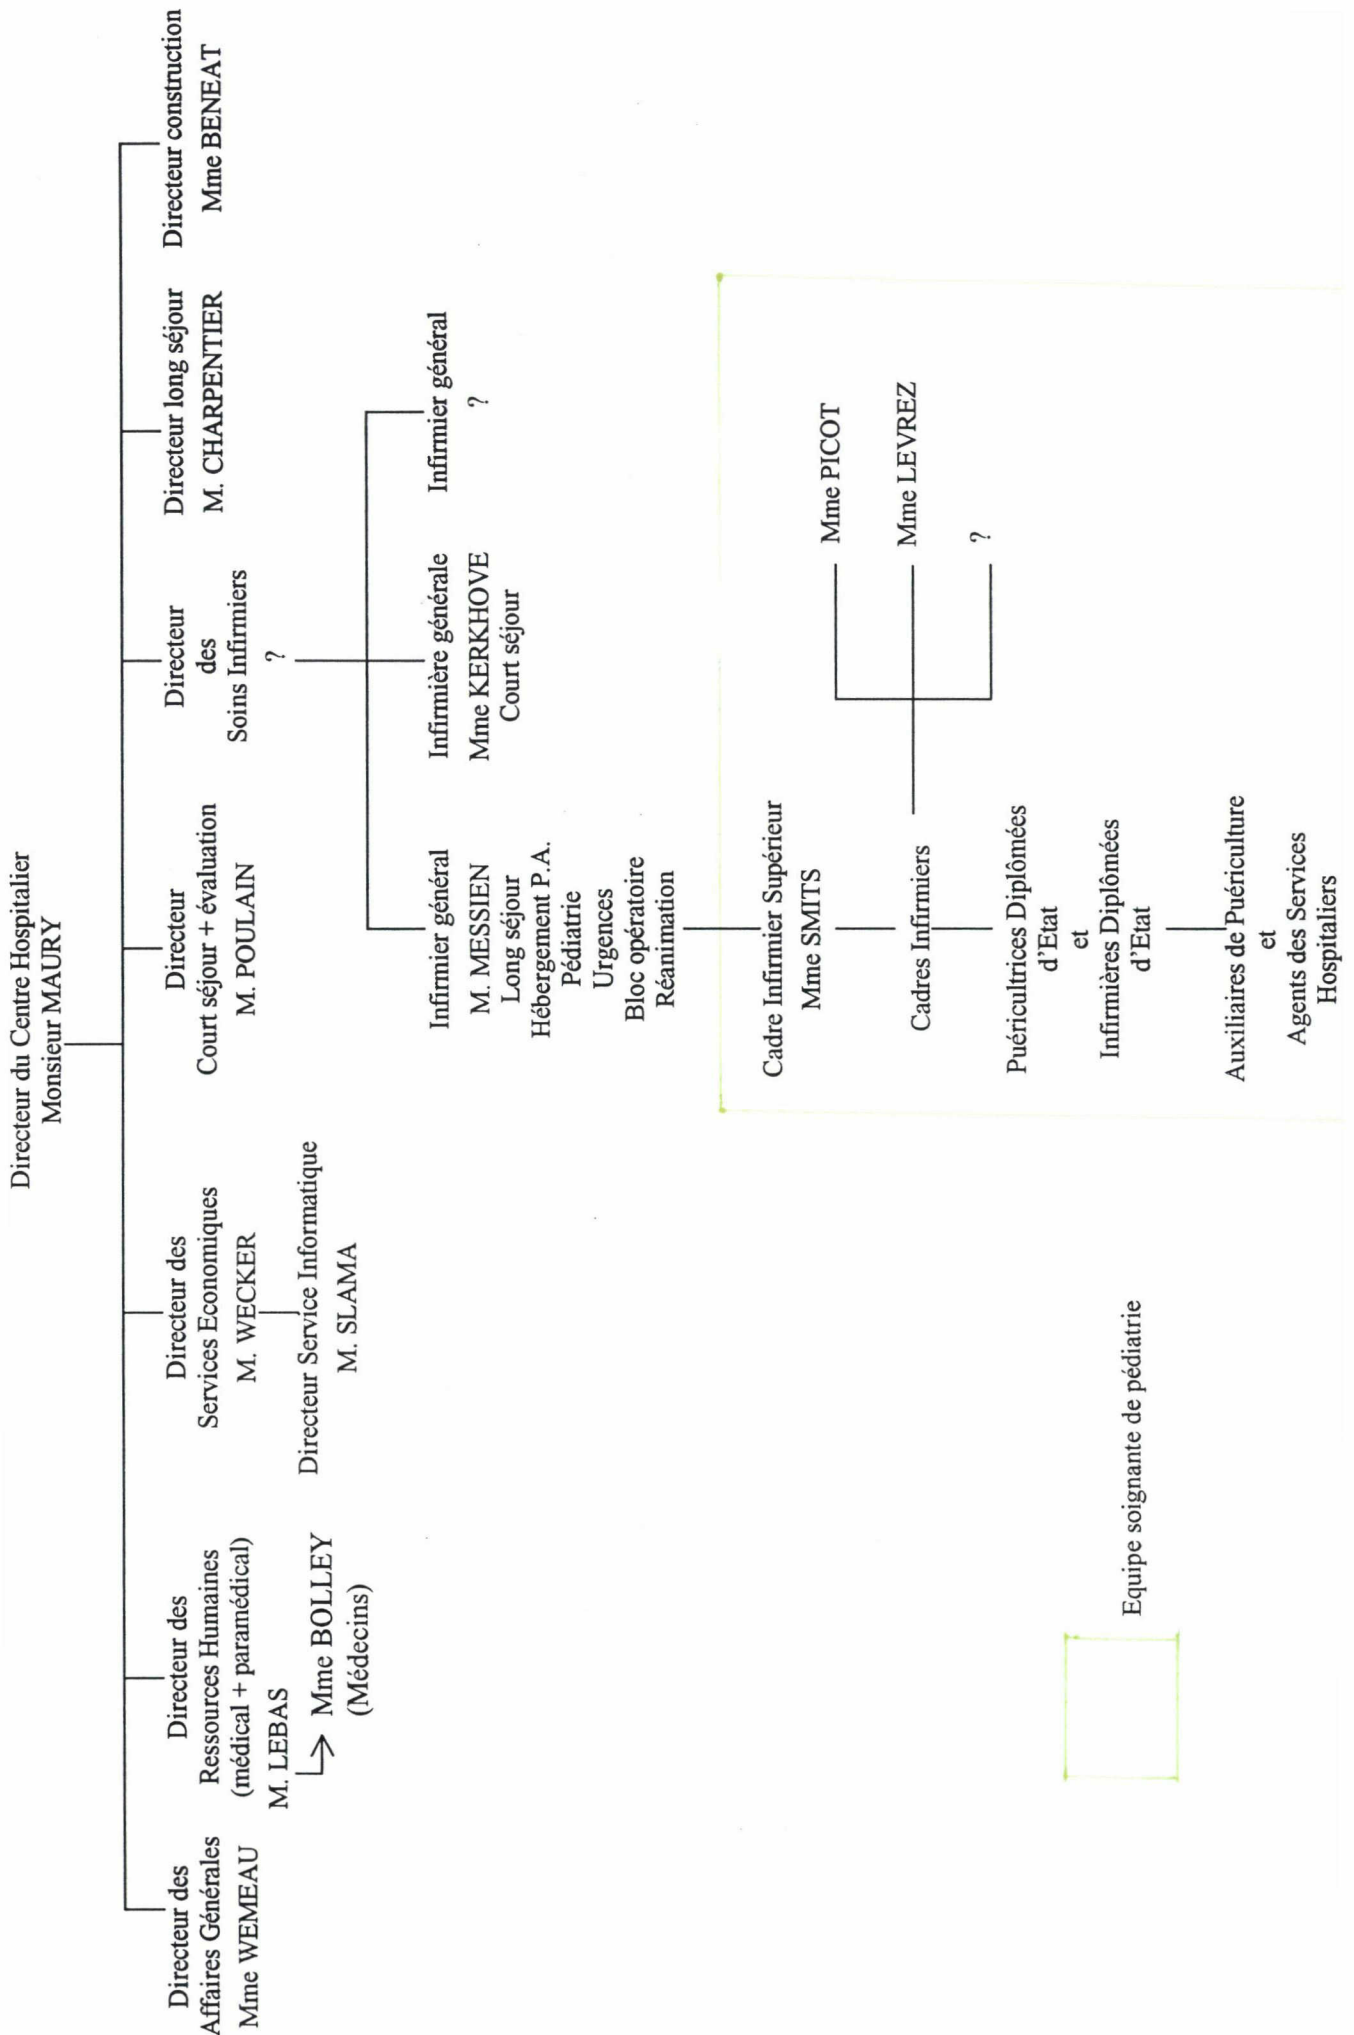 Directeur du Centre Hospitalier
Monsieur MAURY
Directeur des
Affaires Générales
Mme WEMEAU
Directeur des
Ressources Humaines
(médical + paramédical)
M. LEBAS
Mme BOLLEY
(Médecins)
Directeur des
Services Economiques
M. WECKER
Directeur Service Informatique
M. SLAMA
Directeur
Court séjour + évaluation
M. POULAIN
Directeur
des
Soins Infirmiers
?
Directeur long séjour
M. CHARPENTIER
Directeur construction
Mme BENEAT
Infirmier général
M. MESSIEN
Long séjour
Hébergement P.A.
Pédiatrie
Urgences
Bloc opératoire
Réanimation
Infirmière générale
Mme KERKHOVE
Court séjour
Infirmier général
?
Cadre Infirmier Supérieur
Mme SMITS
Cadres Infirmiers
Mme PICOT
Mme LEVREZ
?
Puéricultrices Diplômées
d'Etat
et
Infirmières Diplômées
d'Etat
Auxiliaires de Puériculture
et
Agents des Services
Hospitaliers
Equipe soignante de pédiatrie